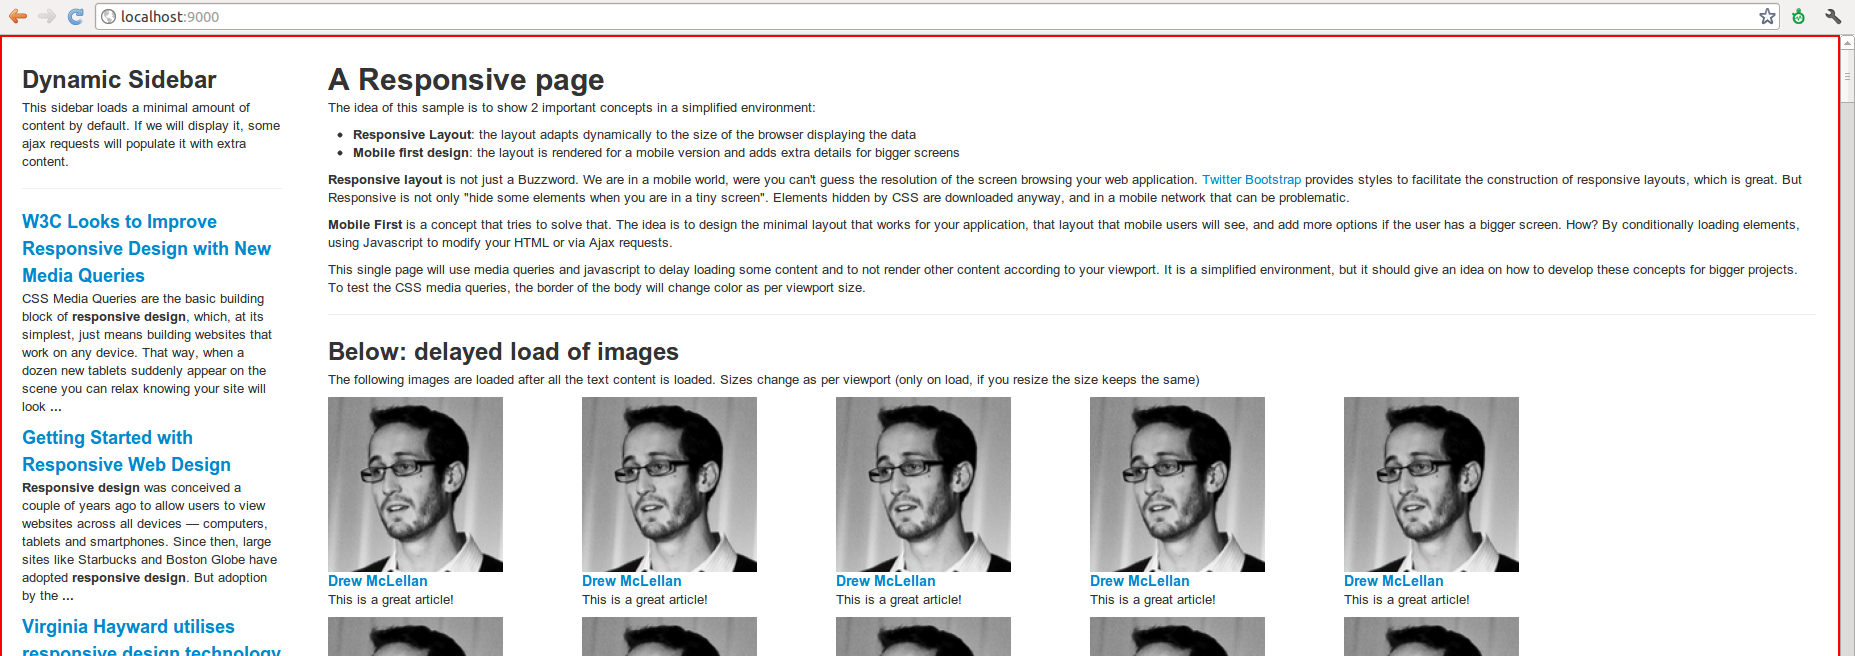 localhost:9000
Dynamic Sidebar
This sidebar loads a minimal amount of
content by default. If we will display it, some
ajax requests will populate it with extra
content.
W3C Looks to Improve
Responsive Design with New
Media Queries
CSS Media Queries are the basic building
block of responsive design, which, at its
simplest, just means building websites that
work on any device. That way, when a
dozen new tablets suddenly appear on the
scene you can relax knowing your site will
look ...
Getting Started with
Responsive Web Design
Responsive design was conceived a
couple of years ago to allow users to view
websites across all devices — computers,
tablets and smartphones. Since then, large
sites like Starbucks and Boston Globe have
adopted responsive design. But adoption
by the ...
Virginia Hayward utilises
responsive design technology
A Responsive page
The idea of this sample is to show 2 important concepts in a simplified environment:
• Responsive Layout: the layout adapts dynamically to the size of the browser displaying the data
• Mobile first design: the layout is rendered for a mobile version and adds extra details for bigger screens
Responsive layout is not just a Buzzword. We are in a mobile world, were you can't guess the resolution of the screen browsing your web application. Twitter Bootstrap provides styles to facilitate the construction of responsive layouts, which is great. But
Responsive is not only "hide some elements when you are in a tiny screen". Elements hidden by CSS are downloaded anyway, and in a mobile network that can be problematic.
Mobile First is a concept that tries to solve that. The idea is to design the minimal layout that works for your application, that layout that mobile users will see, and add more options if the user has a bigger screen. How? By conditionally loading elements,
using Javascript to modify your HTML or via Ajax requests.
This single page will use media queries and javascript to delay loading some content and to not render other content according to your viewport. It is a simplified environment, but it should give an idea on how to develop these concepts for bigger projects.
To test the CSS media queries, the border of the body will change color as per viewport size.
Below: delayed load of images
The following images are loaded after all the text content is loaded. Sizes change as per viewport (only on load, if you resize the size keeps the same)
Drew McLellan
This is a great article!
Drew McLellan
This is a great article!
Drew McLellan
This is a great article!
Drew McLellan
This is a great article!
Drew McLellan
This is a great article!